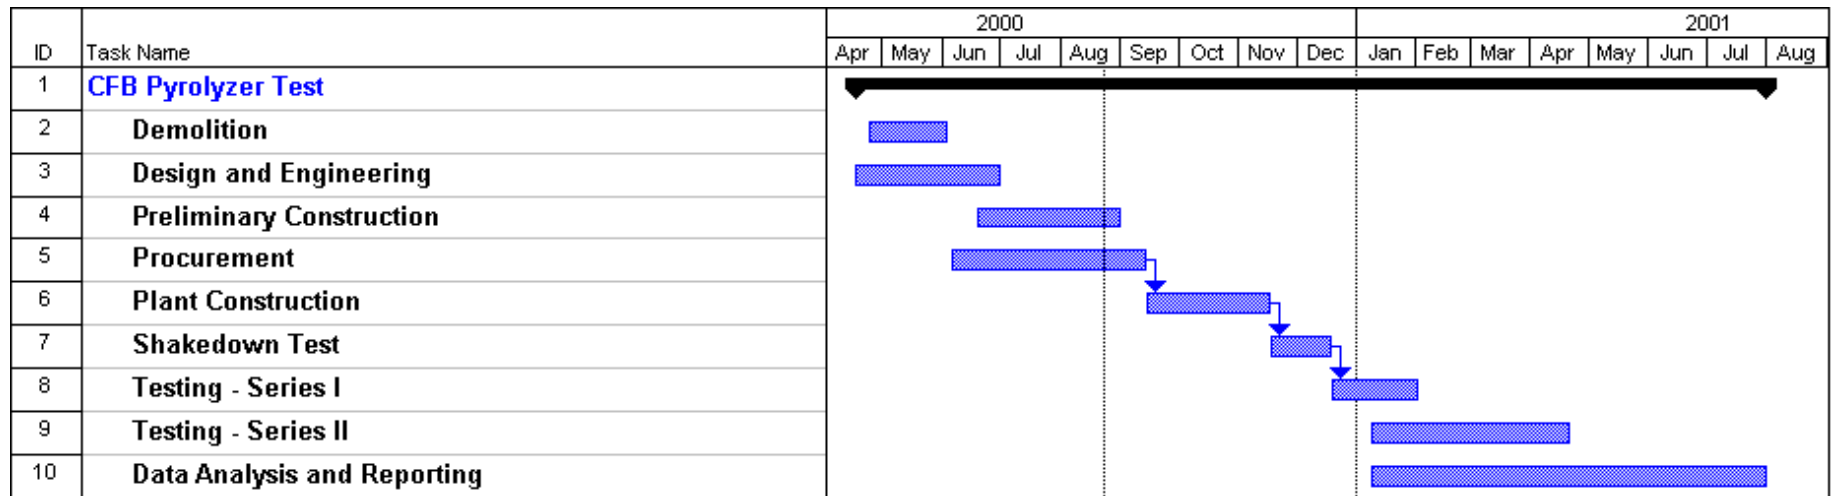 2000 2001
ID Task Name Apr May Jun Jul Aug Sep Oct Nov Dec Jan Feb Mar Apr May Jun Jul Aug
1 CFB Pyrolyzer Test
2 Demolition
3 Design and Engineering
4 Preliminary Construction
5 Procurement
6 Plant Construction
7 Shakedown Test
8 Testing - Series I
9 Testing - Series II
10 Data Analysis and Reporting